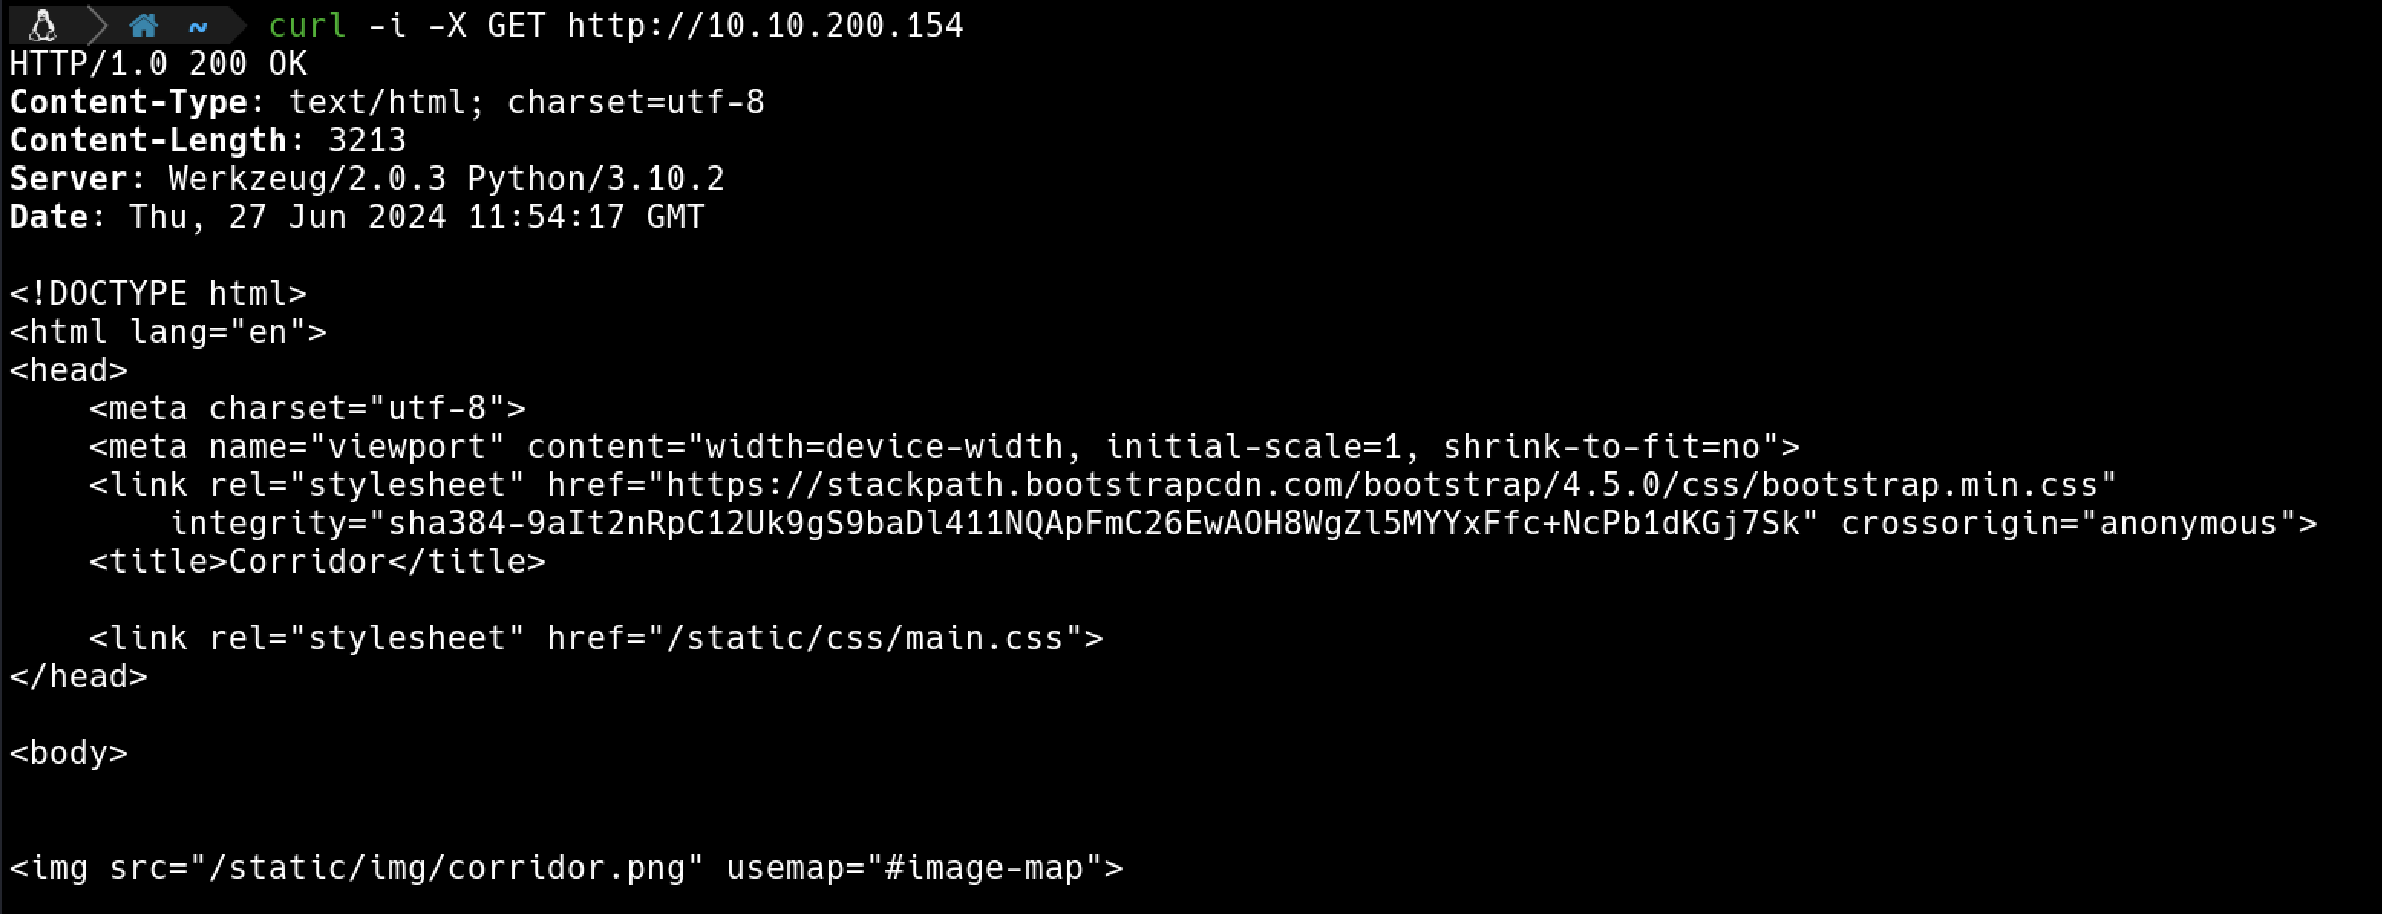 ~ curl -i -X GET http://10.10.200.154
HTTP/1.0 200 OK
Content-Type: text/html; charset=utf-8
Content-Length: 3213
Server: Werkzeug/2.0.3 Python/3.10.2
Date: Thu, 27 Jun 2024 11:54:17 GMT

<!DOCTYPE html>
<html lang="en">
<head>
    <meta charset="utf-8">
    <meta name="viewport" content="width=device-width, initial-scale=1, shrink-to-fit=no">
    <link rel="stylesheet" href="https://stackpath.bootstrapcdn.com/bootstrap/4.5.0/css/bootstrap.min.css"
        integrity="sha384-9aIt2nRpC12Uk9gS9baDl411NQApFmC26EwAOH8WgZl5MYYxFfc+NcPb1dKGj7Sk" crossorigin="anonymous">
    <title>Corridor</title>

    <link rel="stylesheet" href="/static/css/main.css">
</head>

<body>


<img src="/static/img/corridor.png" usemap="#image-map">